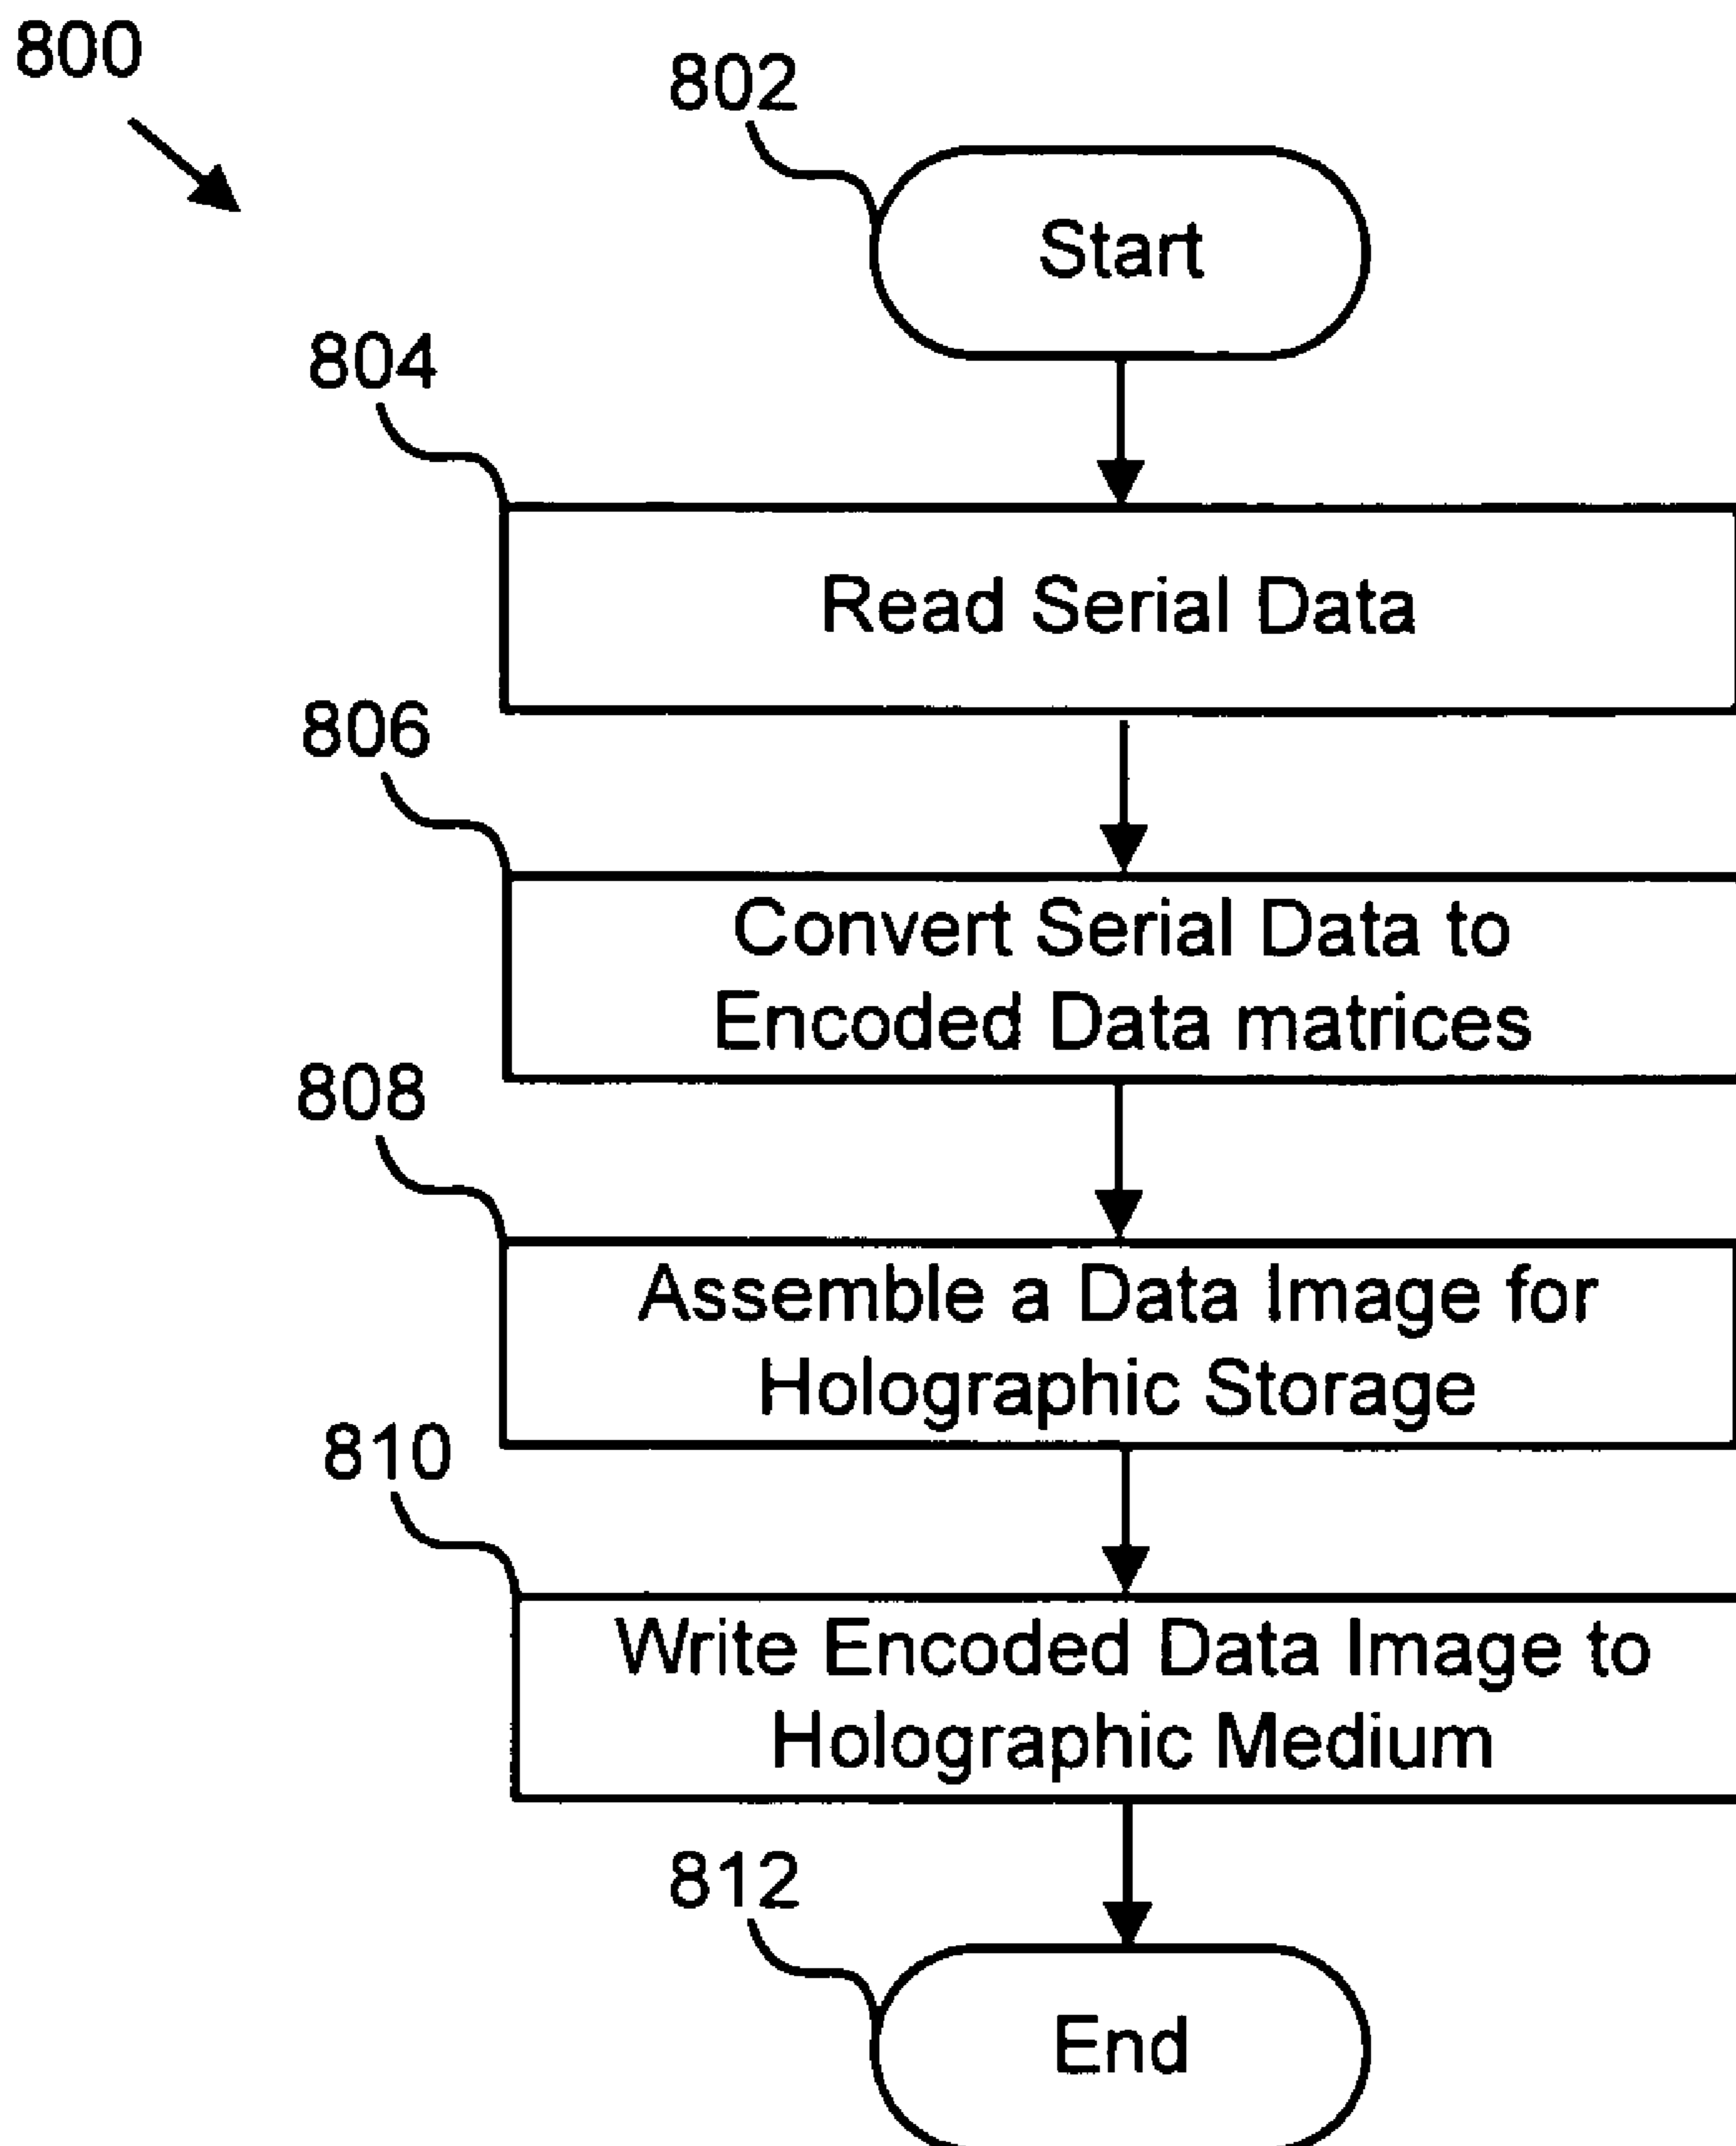 800
802
Start
804
Read Serial Data
806
Convert Serial Data to
Encoded Data matrices
808
Assemble a Data Image for
Holographic Storage
810
Write Encoded Data Image to
Holographic Medium
812
End